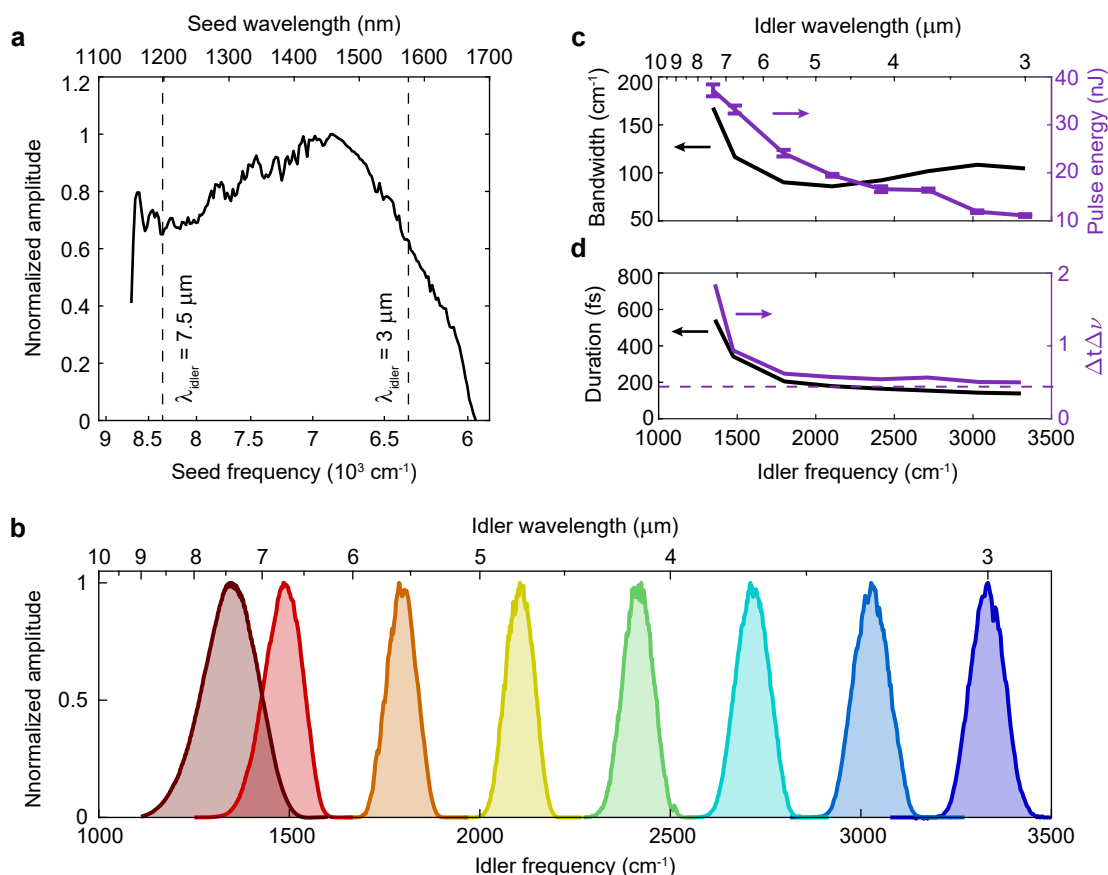 a
Seed wavelength (nm)
1100 1200 1300 1400 1500 1600 1700
Nnormalized amplitude
1.2
1
0.8
0.6
0.4
0.2
0
λidler = 7.5 μm
λidler = 3 μm
9 8.5 8 7.5 7 6.5 6
Seed frequency (10³ cm⁻¹)
c
Idler wavelength (μm)
10 9 8 7 6 5 4 3
Bandwidth (cm⁻¹)
200
150
100
50
40
30
20
10
Pulse energy (nJ)
d
Duration (fs)
800
600
400
200
0
2
1
0
ΔtΔν
1000 1500 2000 2500 3000 3500
Idler frequency (cm⁻¹)
b
Idler wavelength (μm)
10 9 8 7 6 5 4 3
Nnormalized amplitude
1
0.5
0
1000 1500 2000 2500 3000 3500
Idler frequency (cm⁻¹)